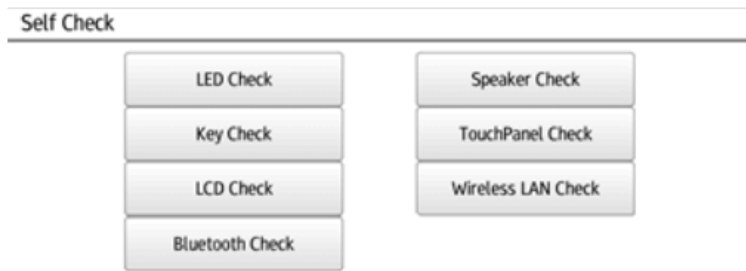 Self Check
LED Check
Speaker Check
Key Check
TouchPanel Check
LCD Check
Wireless LAN Check
Bluetooth Check